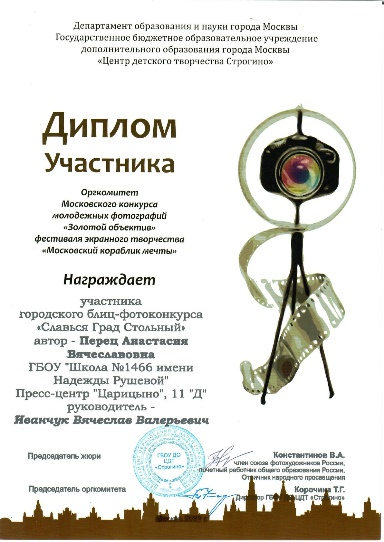 Департамент образования и науки города Москвы
Государственное бюджетное образовательное учреждение
дополнительного образования города Москвы
«Центр детского творчества Строгино»
Диплом
Участника
Оргкомитет
Московского конкурса
молодежных фотографий
«Золотой объектив»
фестиваля экранного творчества
«Московский кораблик мечты»
Награждает
участника
городского блиц-фотоконкурса
«Славься Град Стольный»
автор - Перец Анастасия
Вячеславовна
ГБОУ "Школа №1466 имени
Надежды Рушевой"
Пресс-центр "Царицыно", 11 "Д"
руководитель -
Иванчук Вячеслав Валерьевич
Председатель жюри
Константинов В.А.
член союза фотохудожников России,
почетный работник общего образования России,
Отличник народного просвещения
ГБОУ ДО
ЦДТ
«Строгино»
Председатель оргкомитета
Корочина Т.Г.
Директор ЦДТ «Строгино»